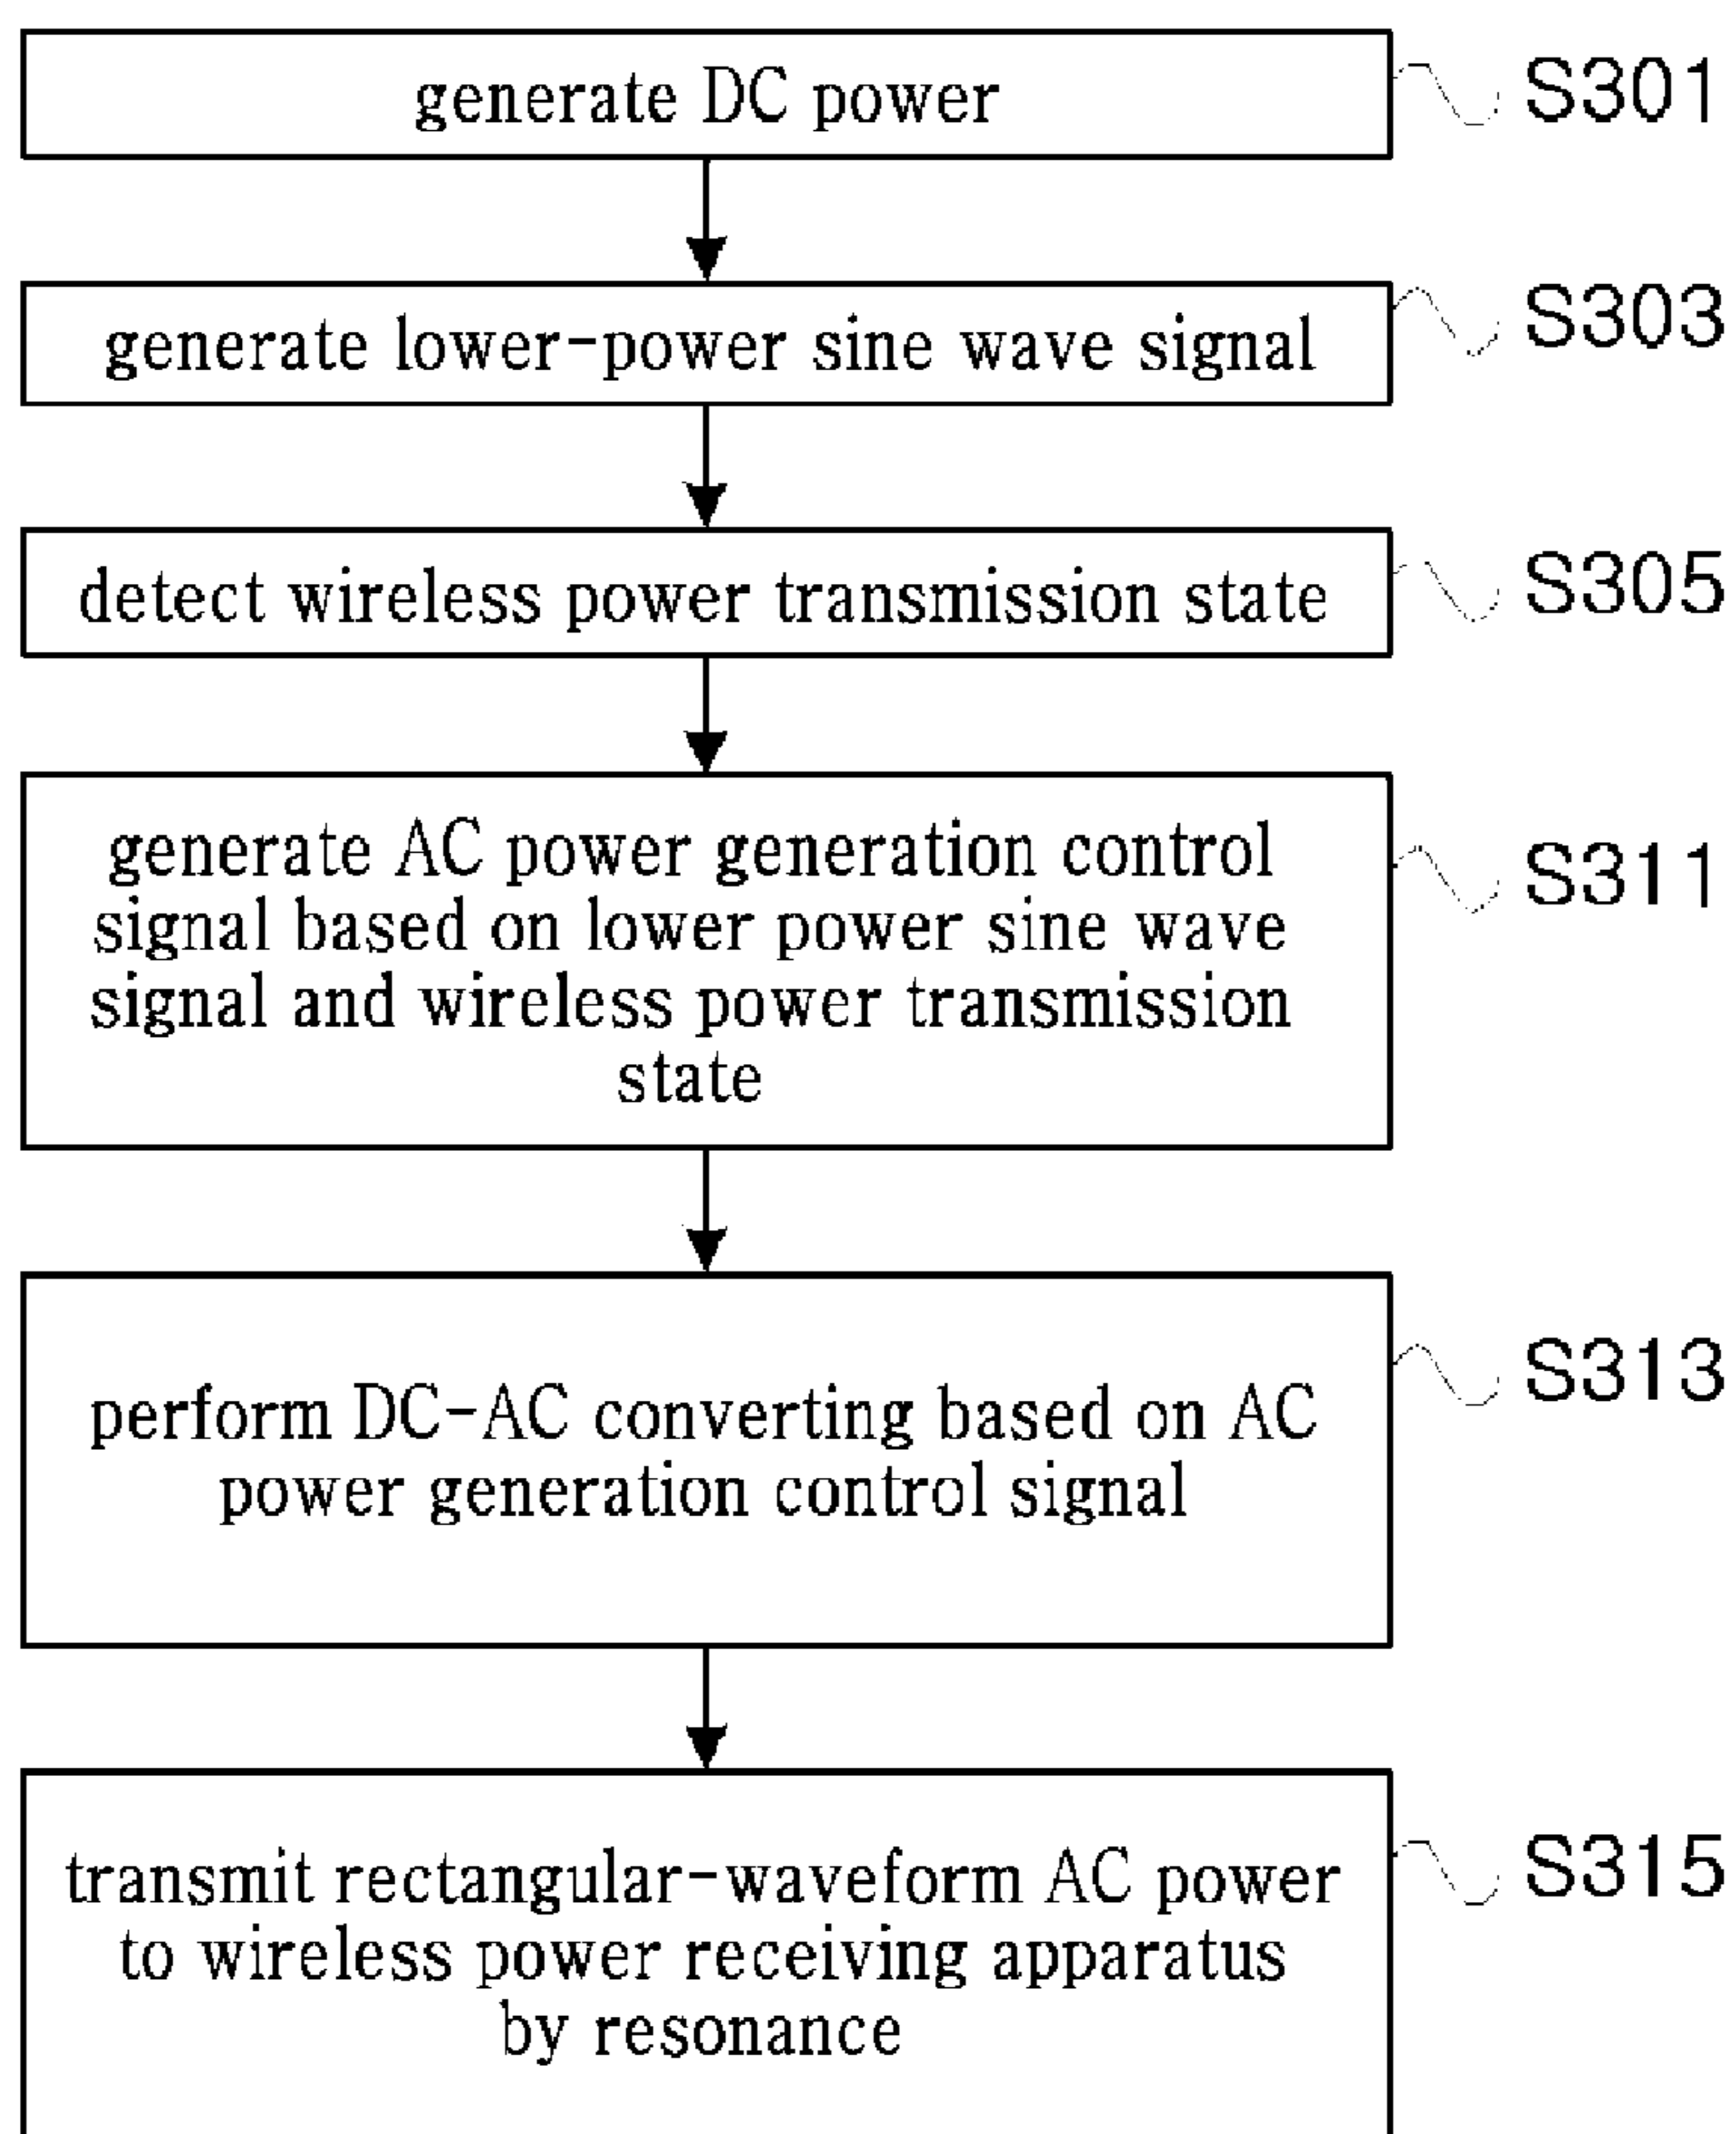 generate DC power
S301
generate lower-power sine wave signal
S303
detect wireless power transmission state
S305
generate AC power generation control
signal based on lower power sine wave
signal and wireless power transmission
state
S311
perform DC-AC converting based on AC
power generation control signal
S313
transmit rectangular-waveform AC power
to wireless power receiving apparatus
by resonance
S315